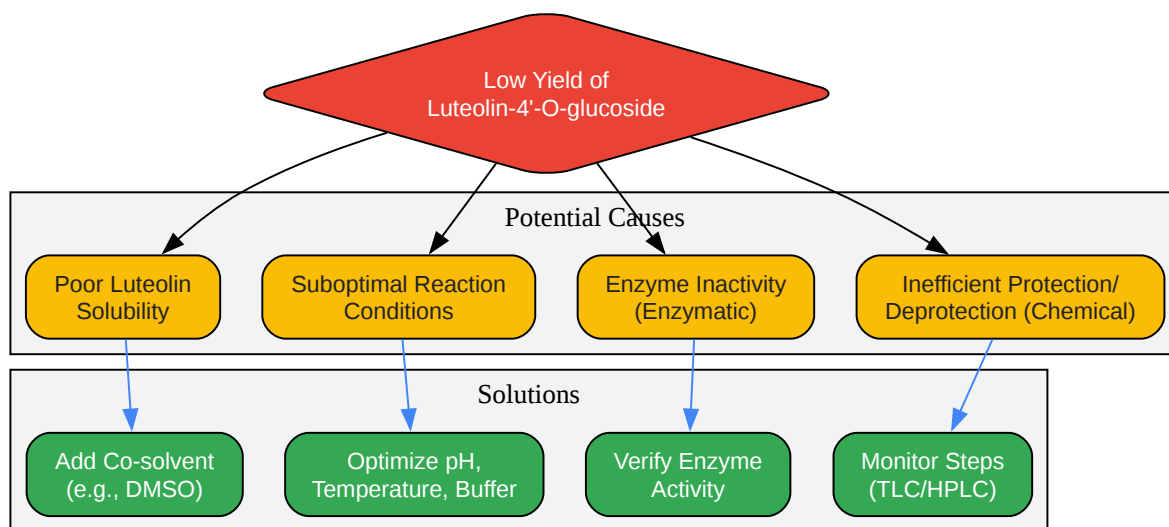 Low Yield of
Luteolin-4'-O-glucoside
Potential Causes
Poor Luteolin
Solubility
Suboptimal Reaction
Conditions
Enzyme Inactivity
(Enzymatic)
Inefficient Protection/
Deprotection (Chemical)
Solutions
Add Co-solvent
(e.g., DMSO)
Optimize pH,
Temperature, Buffer
Verify Enzyme
Activity
Monitor Steps
(TLC/HPLC)